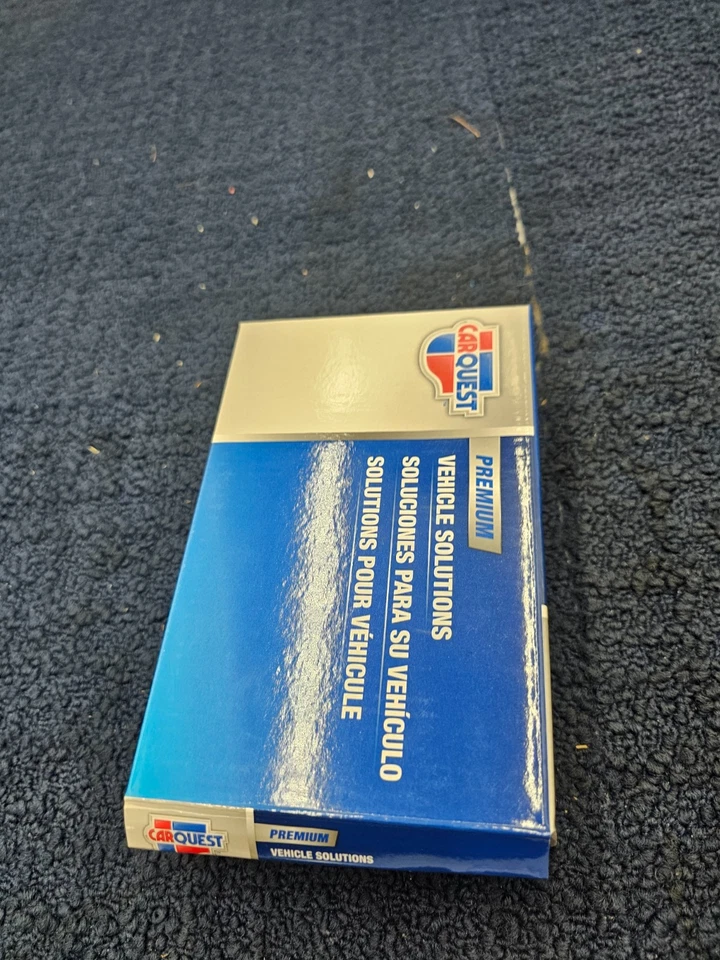 CARQUEST
PREMIUM
VEHICLE SOLUTIONS
SOLUCIONES PARA SU VEHÍCULO
SOLUTIONS POUR VÉHICULE
CARQUEST
PREMIUM
VEHICLE SOLUTIONS